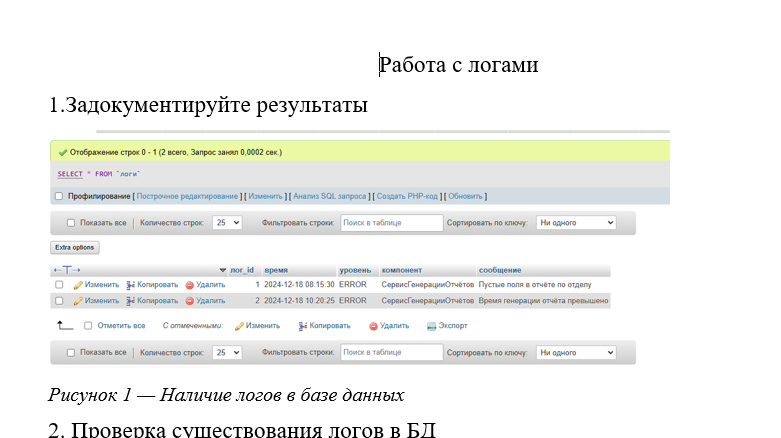 Работа с логами
1.Задокументируйте результаты
Отображение строк 0 - 1 (2 всего, Запрос занял 0,0002 сек.)
SELECT * FROM `логи`
Профилирование [ Построчное редактирование ] [ Изменить ] [ Анализ SQL запроса ] [ Создать PHP-код ] [ Обновить ]
Показать все | Количество строк: 25 Фильтровать строки: Поиск в таблице Сортировать по ключу: Ни одного
Extra options
←T→ лог_id время уровень компонент сообщение
Изменить Копировать Удалить 1 2024-12-18 08:15:30 ERROR СервисГенерацииОтчётов Пустые поля в отчёте по отделу
Изменить Копировать Удалить 2 2024-12-18 10:20:25 ERROR СервисГенерацииОтчётов Время генерации отчёта превышено
Отметить все С отмеченными: Изменить Копировать Удалить Экспорт
Показать все | Количество строк: 25 Фильтровать строки: Поиск в таблице Сортировать по ключу: Ни одного
Рисунок 1 — Наличие логов в базе данных
2. Проверка существования логов в БД